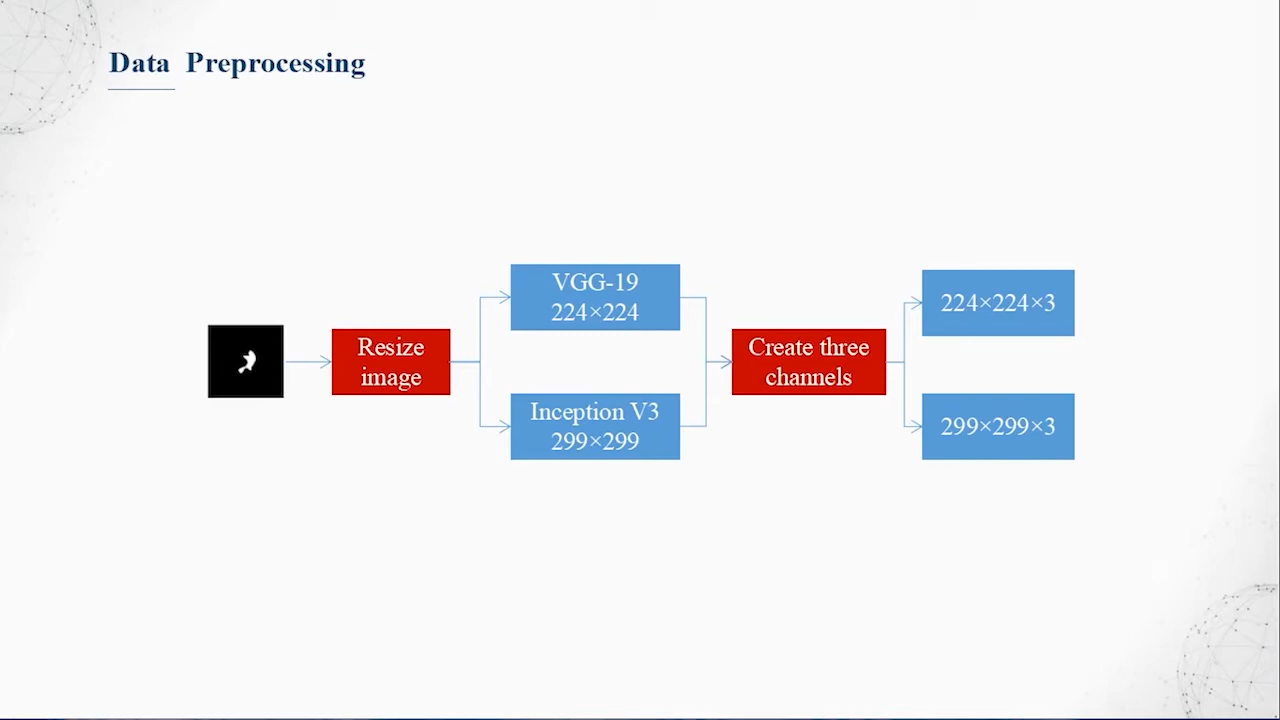 Data Preprocessing
Resize
image
VGG-19
224×224
Inception V3
299×299
Create three
channels
224×224×3
299×299×3